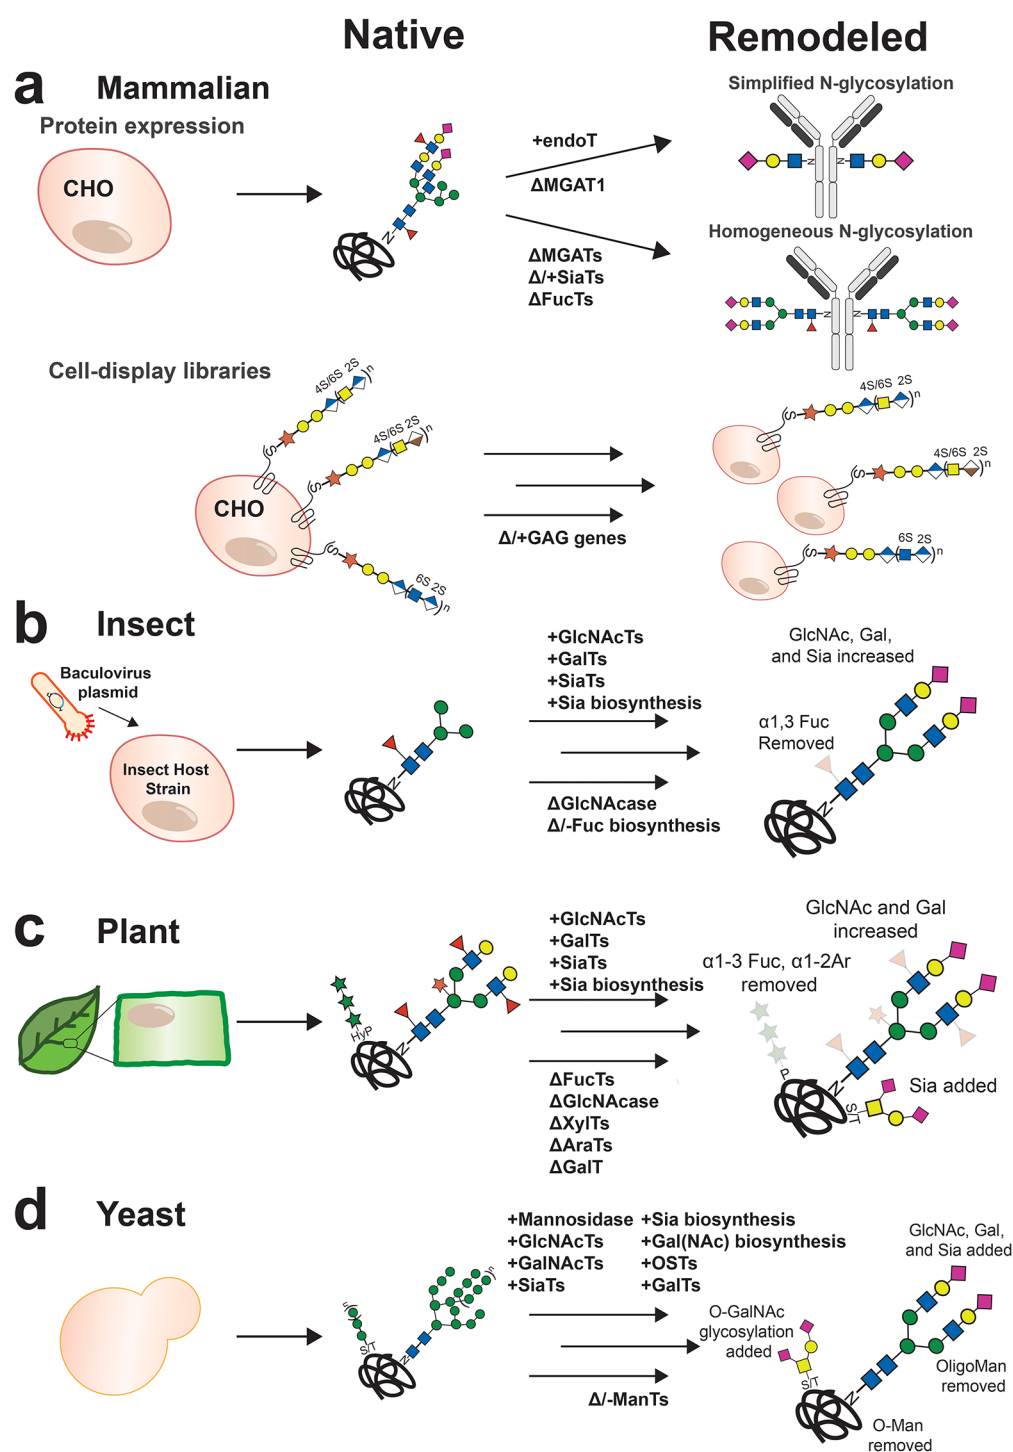 Native
Remodeled
a
Mammalian
Protein expression
CHO
N
+endoT
ΔMGAT1
ΔMGATs
Δ/+SiaTs
ΔFucTs
Simplified N-glycosylation
N
N
Homogeneous N-glycosylation
N
N
Cell-display libraries
CHO
S
4S/6S 2S
n
S
4S/6S 2S
n
S
6S 2S
n
Δ/+GAG genes
S
4S/6S 2S
n
S
4S/6S 2S
n
S
6S 2S
n
b
Insect
Baculovirus
plasmid
Insect Host
Strain
N
+GlcNAcTs
+GalTs
+SiaTs
+Sia biosynthesis
ΔGlcNAcase
Δ/-Fuc biosynthesis
GlcNAc, Gal,
and Sia increased
α1,3 Fuc
Removed
N
c
Plant
HyP
N
+GlcNAcTs
+GalTs
+SiaTs
+Sia biosynthesis
ΔFucTs
ΔGlcNAcase
ΔXylTs
ΔAraTs
ΔGalT
GlcNAc and Gal
increased
α1-3 Fuc, α1-2Ar
removed
P
N
S/T
Sia added
d
Yeast
S/T
N
n
+Mannosidase
+GlcNAcTs
+GalNAcTs
+SiaTs
+Sia biosynthesis
+Gal(NAc) biosynthesis
+OSTs
+GalTs
Δ/-ManTs
GlcNAc, Gal,
and Sia added
O-GalNAc
glycosylation
added
S/T
N
OligoMan
removed
O-Man
removed